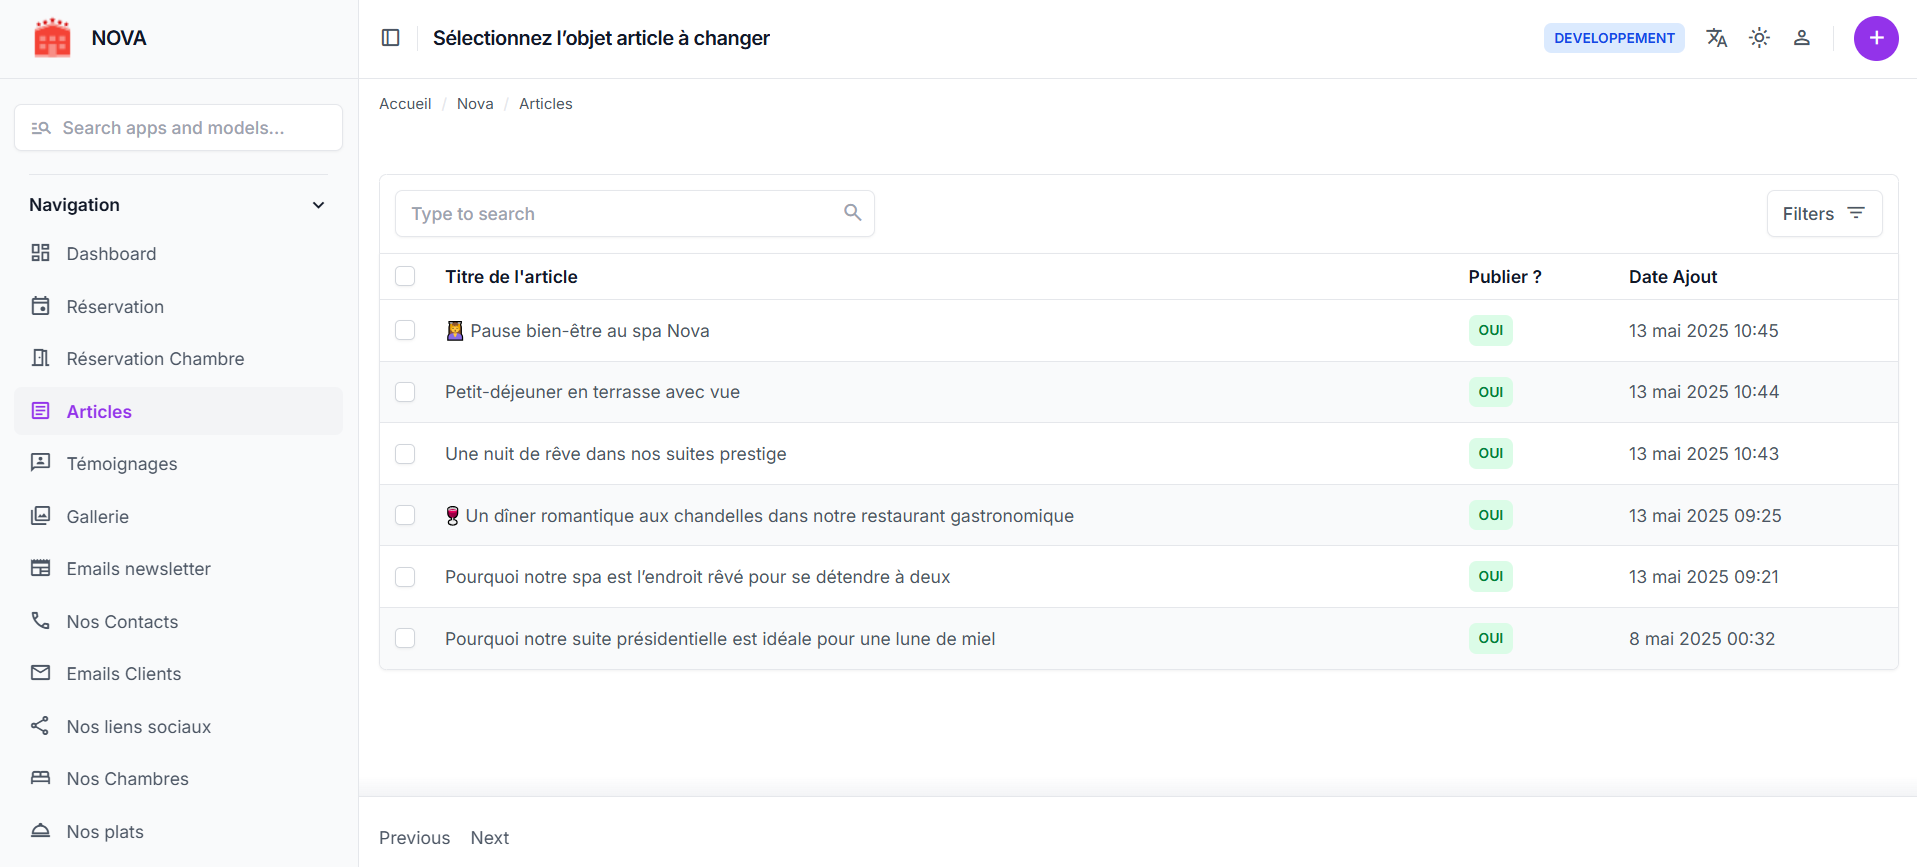 NOVA
Sélectionnez l’objet article à changer
DEVELOPPEMENT
Search apps and models...
Navigation
Dashboard
Réservation
Réservation Chambre
Articles
Témoignages
Gallerie
Emails newsletter
Nos Contacts
Emails Clients
Nos liens sociaux
Nos Chambres
Nos plats
Accueil / Nova / Articles
Type to search
Filters
Titre de l'article Publier ? Date Ajout
💆 Pause bien-être au spa Nova OUI 13 mai 2025 10:45
Petit-déjeuner en terrasse avec vue OUI 13 mai 2025 10:44
Une nuit de rêve dans nos suites prestige OUI 13 mai 2025 10:43
🍷 Un dîner romantique aux chandelles dans notre restaurant gastronomique OUI 13 mai 2025 09:25
Pourquoi notre spa est l’endroit rêvé pour se détendre à deux OUI 13 mai 2025 09:21
Pourquoi notre suite présidentielle est idéale pour une lune de miel OUI 8 mai 2025 00:32
Previous Next